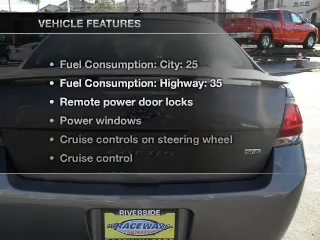 VEHICLE FEATURES
Fuel Consumption: City: 25
Fuel Consumption: Highway: 35
Remote power door locks
Power windows
Cruise controls on steering wheel
Cruise control
RIVERSIDE
RACEWAY